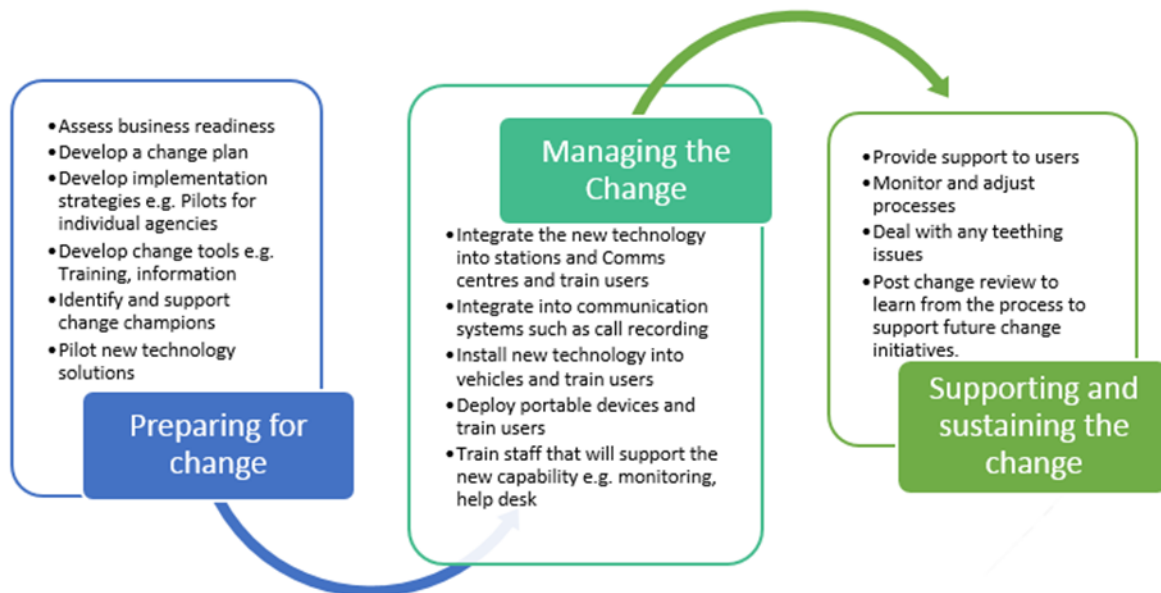 •Assess business readiness
•Develop a change plan
•Develop implementation
strategies e.g. Pilots for
individual agencies
•Develop change tools e.g.
Training, information
•Identify and support
change champions
•Pilot new technology
solutions
Preparing for
change
Managing the
Change
•Integrate the new technology
into stations and Comms
centres and train users
•Integrate into communication
systems such as call recording
•Install new technology into
vehicles and train users
•Deploy portable devices and
train users
•Train staff that will support the
new capability e.g. monitoring,
help desk
•Provide support to users
•Monitor and adjust
processes
•Deal with any teething
issues
•Post change review to
learn from the process to
support future change
initiatives.
Supporting and
sustaining the
change